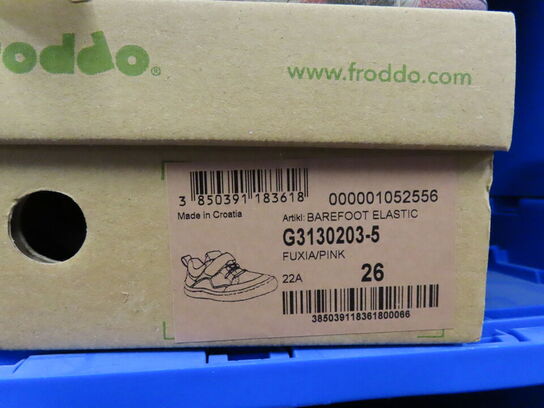 froddo®
www.froddo.com
3 850391 183618
000001052556
Made in Croatia
Artikl: BAREFOOT ELASTIC
G3130203-5
FUXIA/PINK
22A
26
385039118361800066